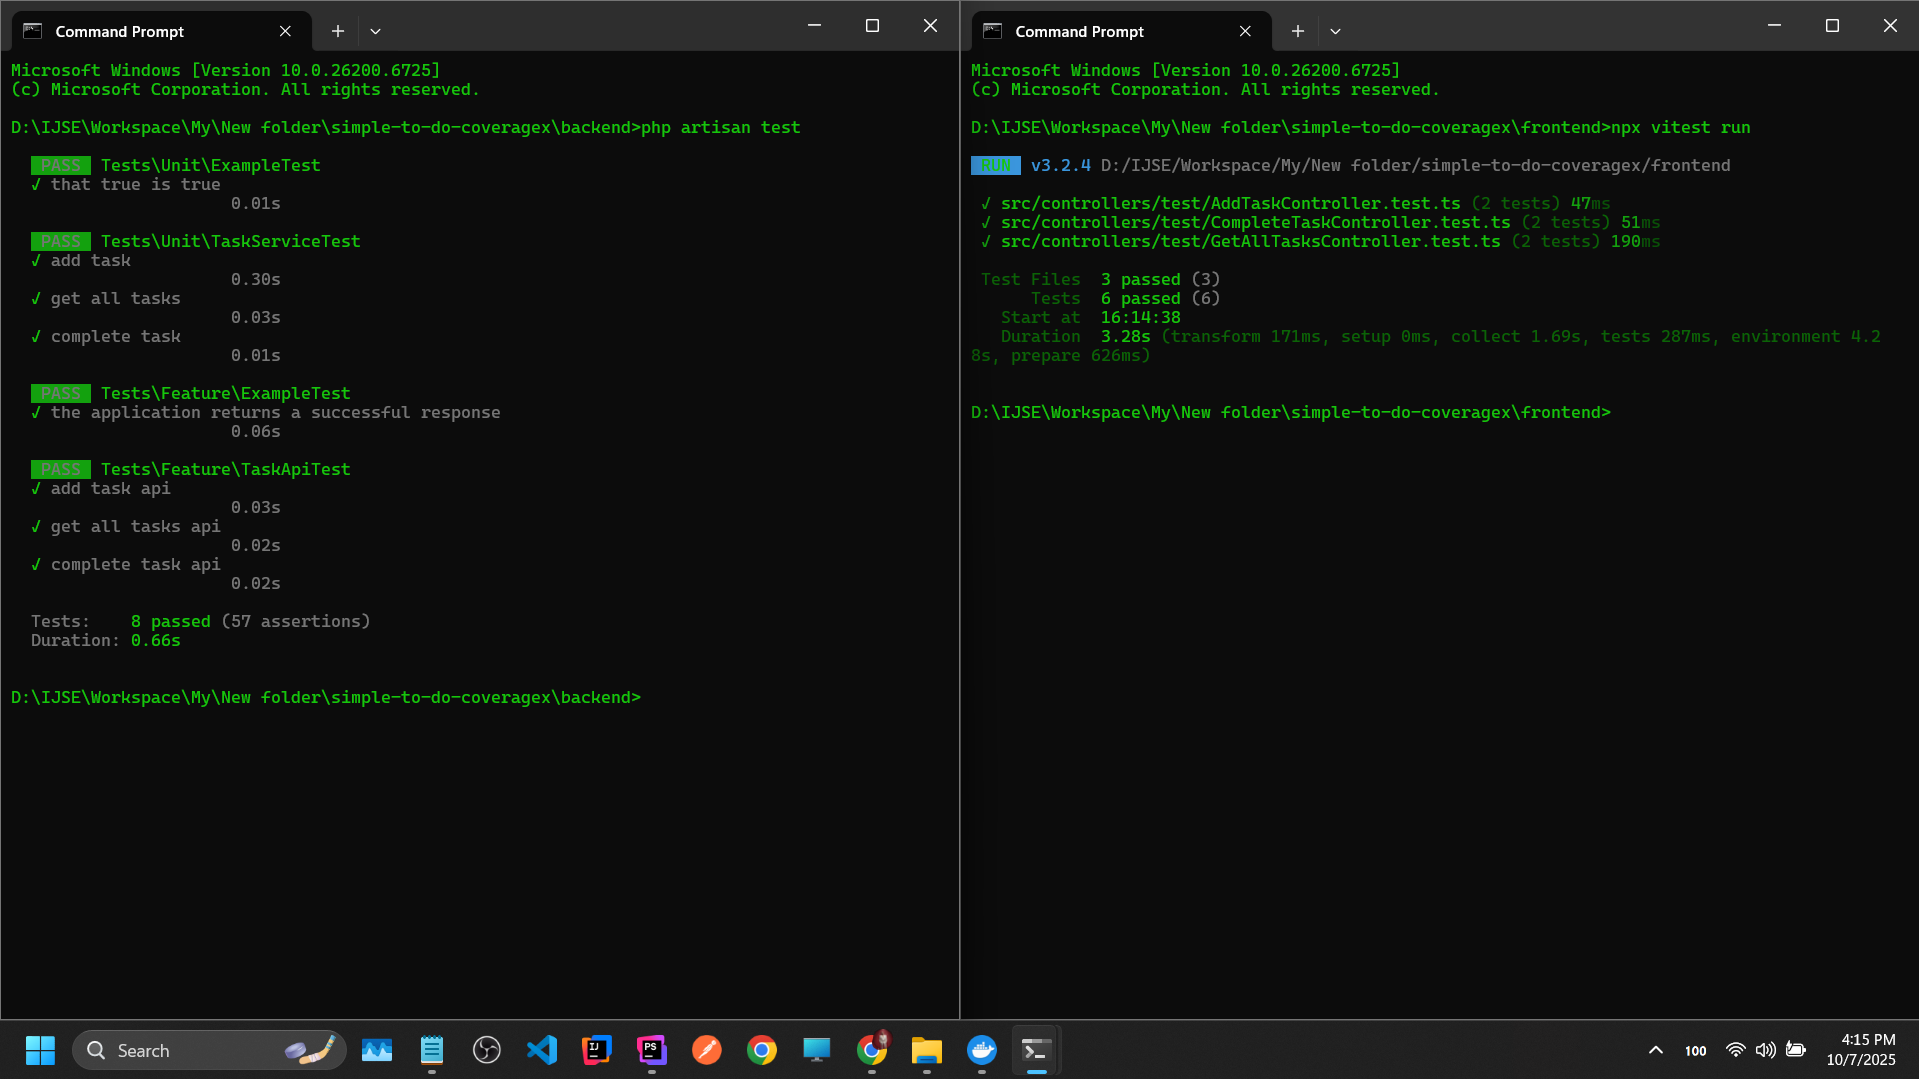 Command Prompt
Microsoft Windows [Version 10.0.26200.6725]
(c) Microsoft Corporation. All rights reserved.
D:\IJSE\Workspace\My\New folder\simple-to-do-coveragex\backend>php artisan test
PASS Tests\Unit\ExampleTest
✓ that true is true
0.01s
PASS Tests\Unit\TaskServiceTest
✓ add task
0.30s
✓ get all tasks
0.03s
✓ complete task
0.01s
PASS Tests\Feature\ExampleTest
✓ the application returns a successful response
0.06s
PASS Tests\Feature\TaskApiTest
✓ add task api
0.03s
✓ get all tasks api
0.02s
✓ complete task api
0.02s
Tests: 8 passed (57 assertions)
Duration: 0.66s
D:\IJSE\Workspace\My\New folder\simple-to-do-coveragex\backend>
Command Prompt
Microsoft Windows [Version 10.0.26200.6725]
(c) Microsoft Corporation. All rights reserved.
D:\IJSE\Workspace\My\New folder\simple-to-do-coveragex\frontend>npx vitest run
RUN v3.2.4 D:/IJSE/Workspace/My/New folder/simple-to-do-coveragex/frontend
✓ src/controllers/test/AddTaskController.test.ts (2 tests) 47ms
✓ src/controllers/test/CompleteTaskController.test.ts (2 tests) 51ms
✓ src/controllers/test/GetAllTasksController.test.ts (2 tests) 190ms
Test Files 3 passed (3)
Tests 6 passed (6)
Start at 16:14:38
Duration 3.28s (transform 171ms, setup 0ms, collect 1.69s, tests 287ms, environment 4.2
8s, prepare 626ms)
D:\IJSE\Workspace\My\New folder\simple-to-do-coveragex\frontend>
Search
IJ
PS
100
4:15 PM
10/7/2025